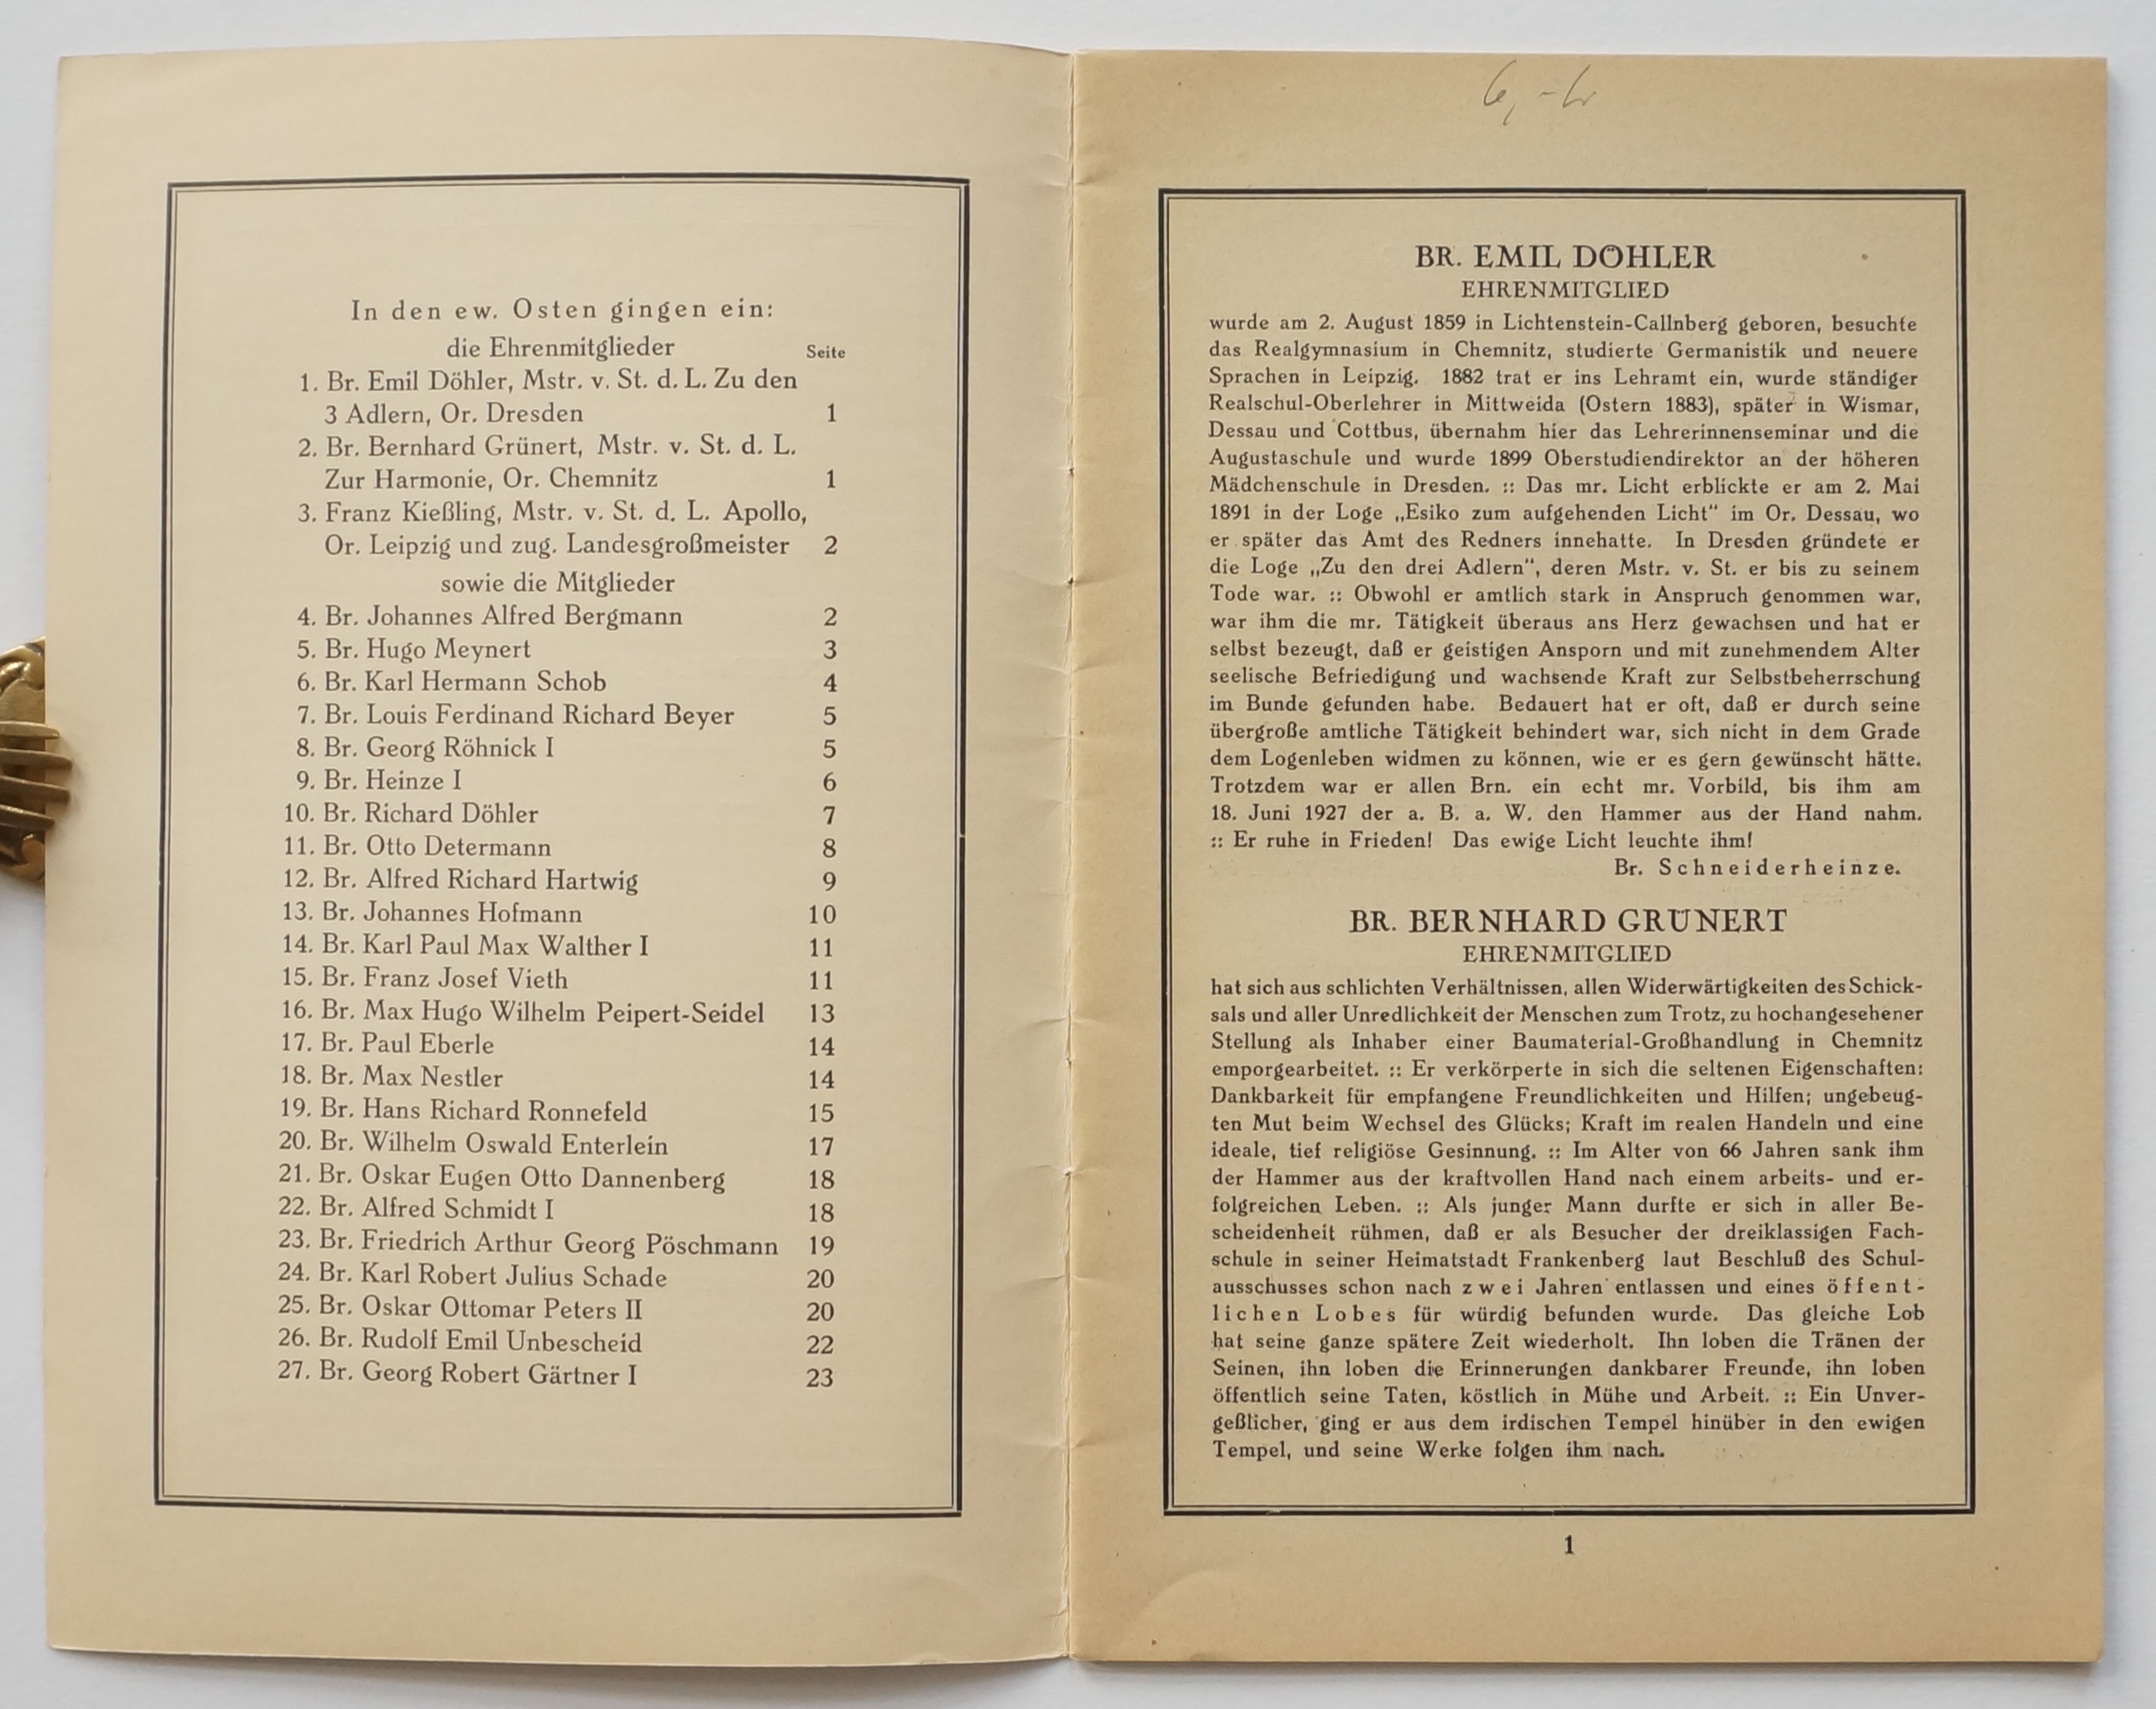 In den ew. Osten gingen ein:
die Ehrenmitglieder Seite
1. Br. Emil Döhler, Mstr. v. St. d. L. Zu den
3 Adlern, Or. Dresden 1
2. Br. Bernhard Grünert, Mstr. v. St. d. L.
Zur Harmonie, Or. Chemnitz 1
3. Franz Kießling, Mstr. v. St. d. L. Apollo,
Or. Leipzig und zug. Landesgroßmeister 2
sowie die Mitglieder
4. Br. Johannes Alfred Bergmann 2
5. Br. Hugo Meynert 3
6. Br. Karl Hermann Schob 4
7. Br. Louis Ferdinand Richard Beyer 5
8. Br. Georg Röhnick I 5
9. Br. Heinze I 6
10. Br. Richard Döhler 7
11. Br. Otto Determann 8
12. Br. Alfred Richard Hartwig 9
13. Br. Johannes Hofmann 10
14. Br. Karl Paul Max Walther I 11
15. Br. Franz Josef Vieth 11
16. Br. Max Hugo Wilhelm Peipert-Seidel 13
17. Br. Paul Eberle 14
18. Br. Max Nestler 14
19. Br. Hans Richard Ronnefeld 15
20. Br. Wilhelm Oswald Enterlein 17
21. Br. Oskar Eugen Otto Dannenberg 18
22. Br. Alfred Schmidt I 18
23. Br. Friedrich Arthur Georg Pöschmann 19
24. Br. Karl Robert Julius Schade 20
25. Br. Oskar Ottomar Peters II 20
26. Br. Rudolf Emil Unbescheid 22
27. Br. Georg Robert Gärtner I 23
BR. EMIL DÖHLER
EHRENMITGLIED
wurde am 2. August 1859 in Lichtenstein-Callnberg geboren, besuchte
das Realgymnasium in Chemnitz, studierte Germanistik und neuere
Sprachen in Leipzig. 1882 trat er ins Lehramt ein, wurde ständiger
Realschul-Oberlehrer in Mittweida (Ostern 1883), später in Wismar,
Dessau und Cottbus, übernahm hier das Lehrerinnenseminar und die
Augustaschule und wurde 1899 Oberstudiendirektor an der höheren
Mädchenschule in Dresden. :: Das mr. Licht erblickte er am 2. Mai
1891 in der Loge „Esiko zum aufgehenden Licht" im Or. Dessau, wo
er später das Amt des Redners innehatte. In Dresden gründete er
die Loge „Zu den drei Adlern", deren Mstr. v. St. er bis zu seinem
Tode war. :: Obwohl er amtlich stark in Anspruch genommen war,
war ihm die mr. Tätigkeit überaus ans Herz gewachsen und hat er
selbst bezeugt, daß er geistigen Ansporn und mit zunehmendem Alter
seelische Befriedigung und wachsende Kraft zur Selbstbeherrschung
im Bunde gefunden habe. Bedauert hat er oft, daß er durch seine
übergroße amtliche Tätigkeit behindert war, sich nicht in dem Grade
dem Logenleben widmen zu können, wie er es gern gewünscht hätte.
Trotzdem war er allen Brn. ein echt mr. Vorbild, bis ihm am
18. Juni 1927 der a. B. a. W. den Hammer aus der Hand nahm.
:: Er ruhe in Frieden! Das ewige Licht leuchte ihm!
Br. Schneiderheinze.
BR. BERNHARD GRÜNERT
EHRENMITGLIED
hat sich aus schlichten Verhältnissen, allen Widerwärtigkeiten des Schick-
sals und aller Unredlichkeit der Menschen zum Trotz, zu hochangesehener
Stellung als Inhaber einer Baumaterial-Großhandlung in Chemnitz
emporgearbeitet. :: Er verkörperte in sich die seltenen Eigenschaften:
Dankbarkeit für empfangene Freundlichkeiten und Hilfen; ungebeug-
ten Mut beim Wechsel des Glücks; Kraft im realen Handeln und eine
ideale, tief religiöse Gesinnung. :: Im Alter von 66 Jahren sank ihm
der Hammer aus der kraftvollen Hand nach einem arbeits- und er-
folgreichen Leben. :: Als junger Mann durfte er sich in aller Be-
scheidenheit rühmen, daß er als Besucher der dreiklassigen Fach-
schule in seiner Heimatstadt Frankenberg laut Beschluß des Schul-
ausschusses schon nach zwei Jahren entlassen und eines öffent-
lichen Lobes für würdig befunden wurde. Das gleiche Lob
hat seine ganze spätere Zeit wiederholt. Ihn loben die Tränen der
Seinen, ihn loben die Erinnerungen dankbarer Freunde, ihn loben
öffentlich seine Taten, köstlich in Mühe und Arbeit. :: Ein Unver-
geßlicher, ging er aus dem irdischen Tempel hinüber in den ewigen
Tempel, und seine Werke folgen ihm nach.
1